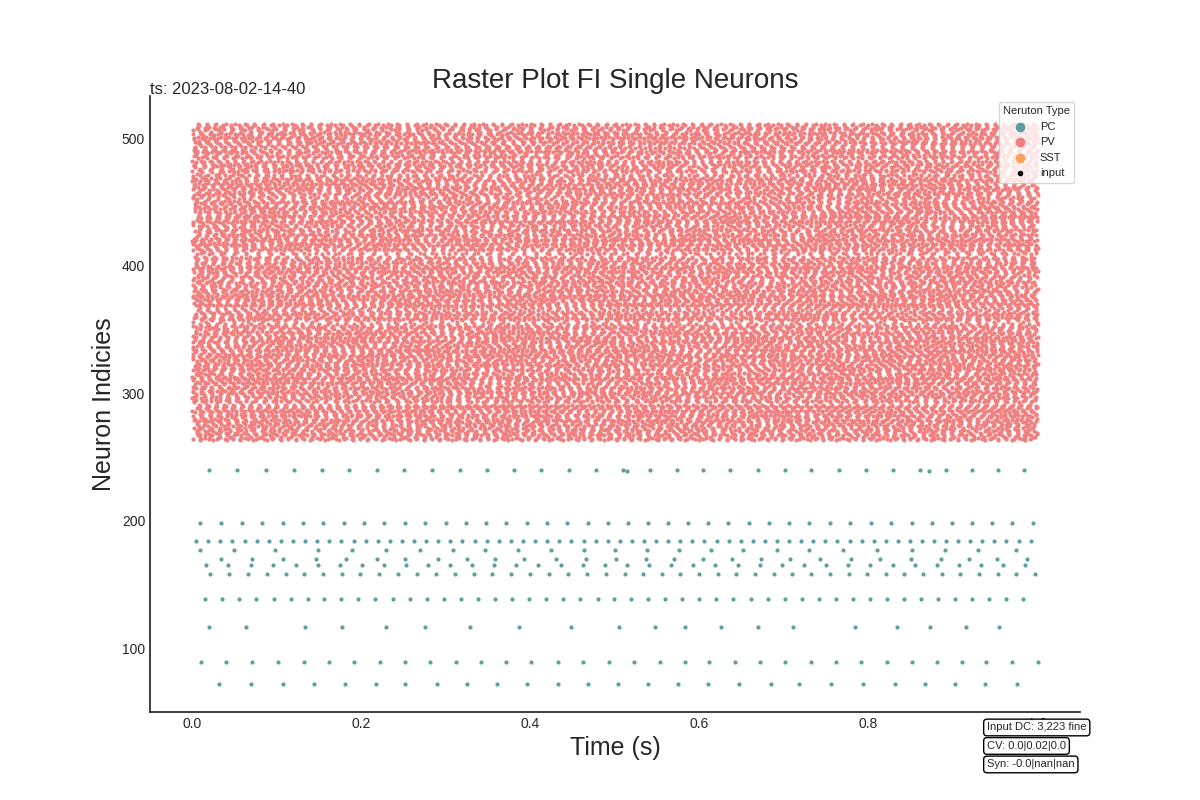 Raster Plot FI Single Neurons
ts: 2023-08-02-14-40
Neruton Type
PC
PV
SST
input
Neuron Indicies
500
400
300
200
100
0.0 0.2 0.4 0.6 0.8
Time (s)
Input DC: 3,223 fine
CV: 0.0|0.02|0.0
Syn: -0.0|nan|nan